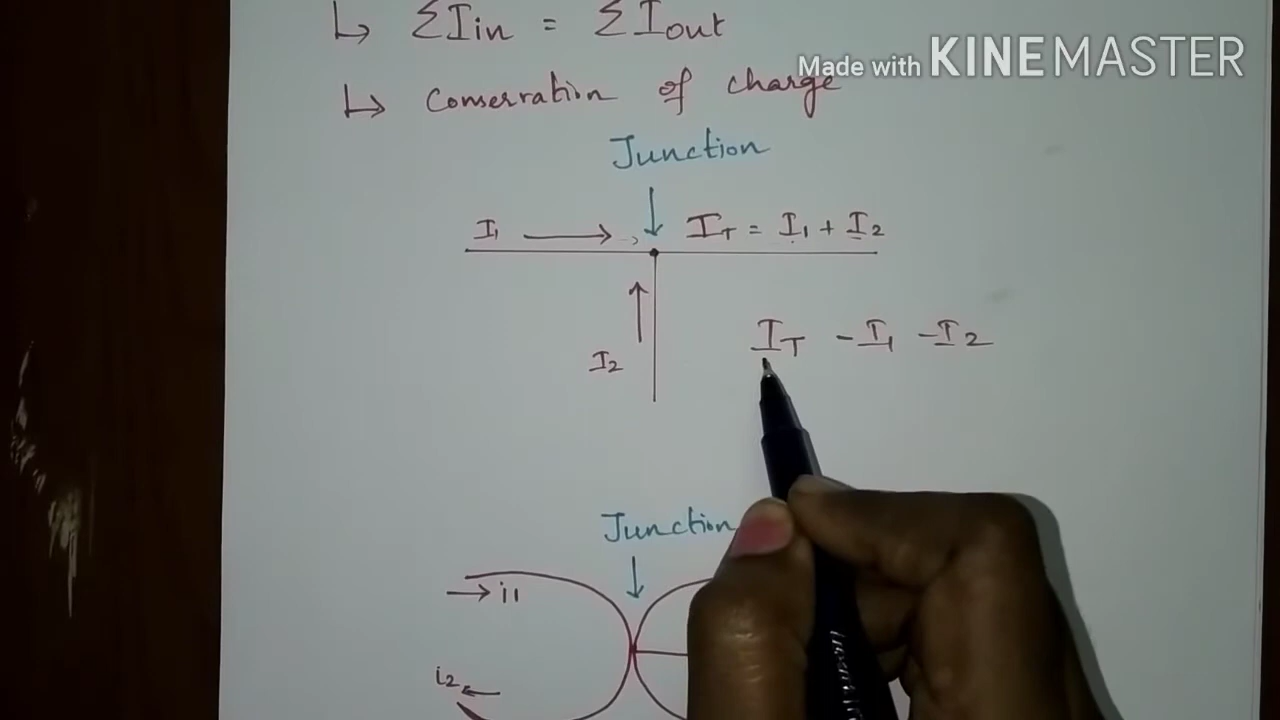 ↳ ΣIin = ΣIout
Made with KINEMASTER
↳ Conserration of charge
Junction
I1 → IT = I1 + I2
IT -I1 -I2
I2
Junction
→ i1
i2 ←